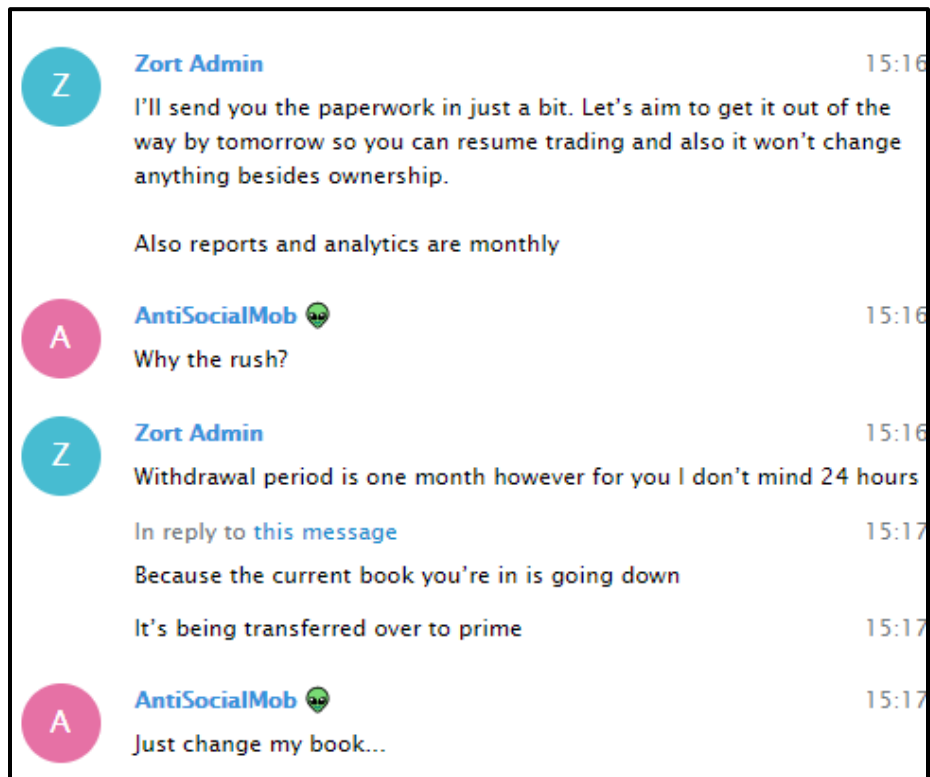 Z
Zort Admin 15:16
I’ll send you the paperwork in just a bit. Let’s aim to get it out of the
way by tomorrow so you can resume trading and also it won’t change
anything besides ownership.
Also reports and analytics are monthly
A
AntiSocialMob 👽 15:16
Why the rush?
Z
Zort Admin 15:16
Withdrawal period is one month however for you I don’t mind 24 hours
In reply to this message 15:17
Because the current book you’re in is going down
It’s being transferred over to prime 15:17
A
AntiSocialMob 👽 15:17
Just change my book...